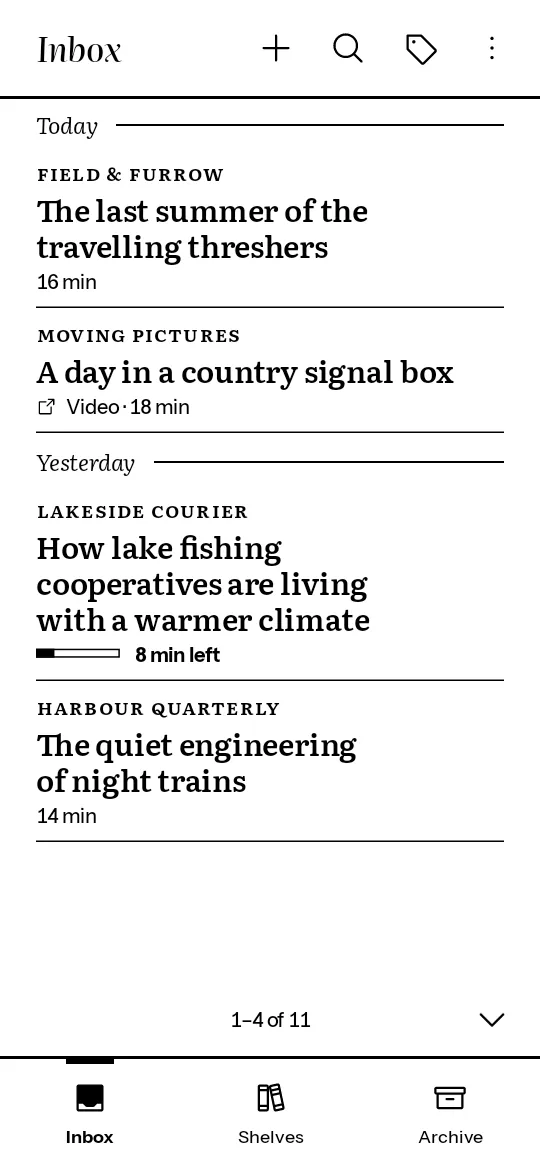 Inbox
Today
FIELD & FURROW
The last summer of the
travelling threshers
16 min
MOVING PICTURES
A day in a country signal box
Video · 18 min
Yesterday
LAKESIDE COURIER
How lake fishing
cooperatives are living
with a warmer climate
8 min left
HARBOUR QUARTERLY
The quiet engineering
of night trains
14 min
1–4 of 11
Inbox
Shelves
Archive